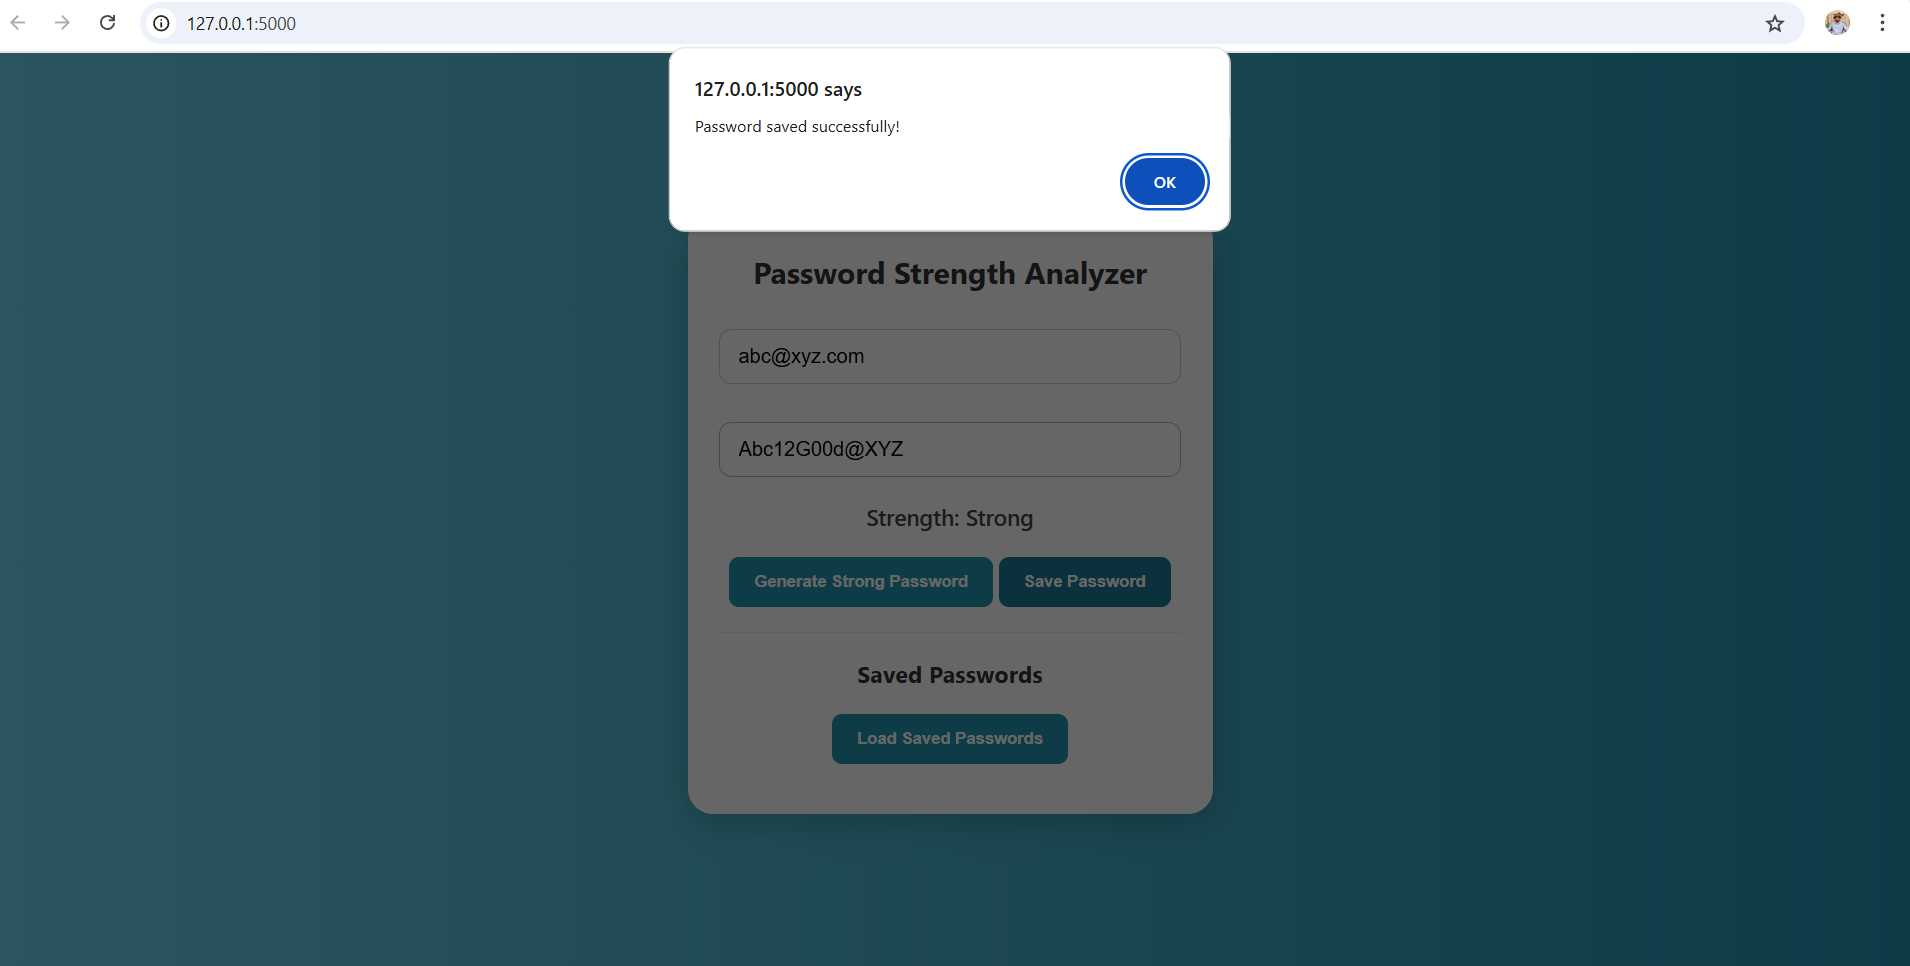 127.0.0.1:5000
127.0.0.1:5000 says
Password saved successfully!
OK
Password Strength Analyzer
abc@xyz.com
Abc12G00d@XYZ
Strength: Strong
Generate Strong Password Save Password
Saved Passwords
Load Saved Passwords